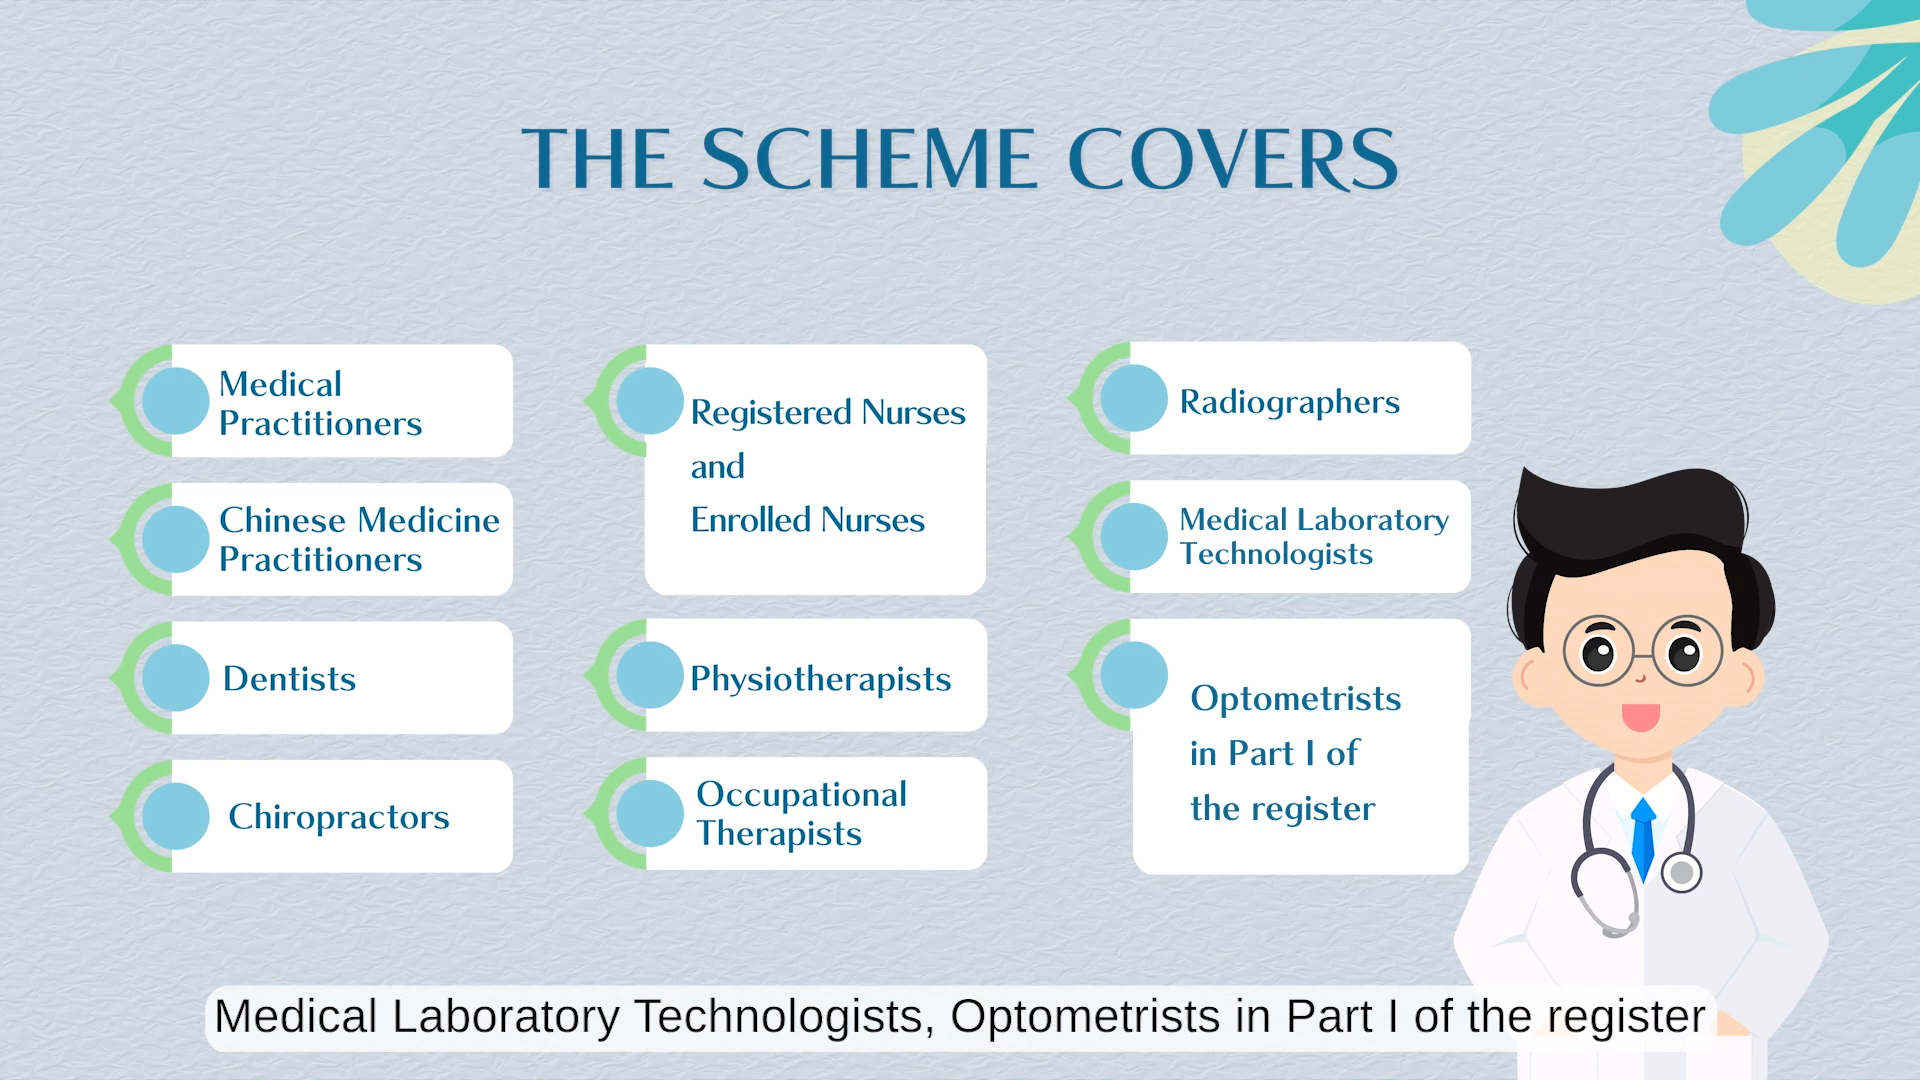 THE SCHEME COVERS
Medical
Practitioners
Chinese Medicine
Practitioners
Dentists
Chiropractors
Registered Nurses
and
Enrolled Nurses
Physiotherapists
Occupational
Therapists
Radiographers
Medical Laboratory
Technologists
Optometrists
in Part I of
the register
Medical Laboratory Technologists, Optometrists in Part I of the register